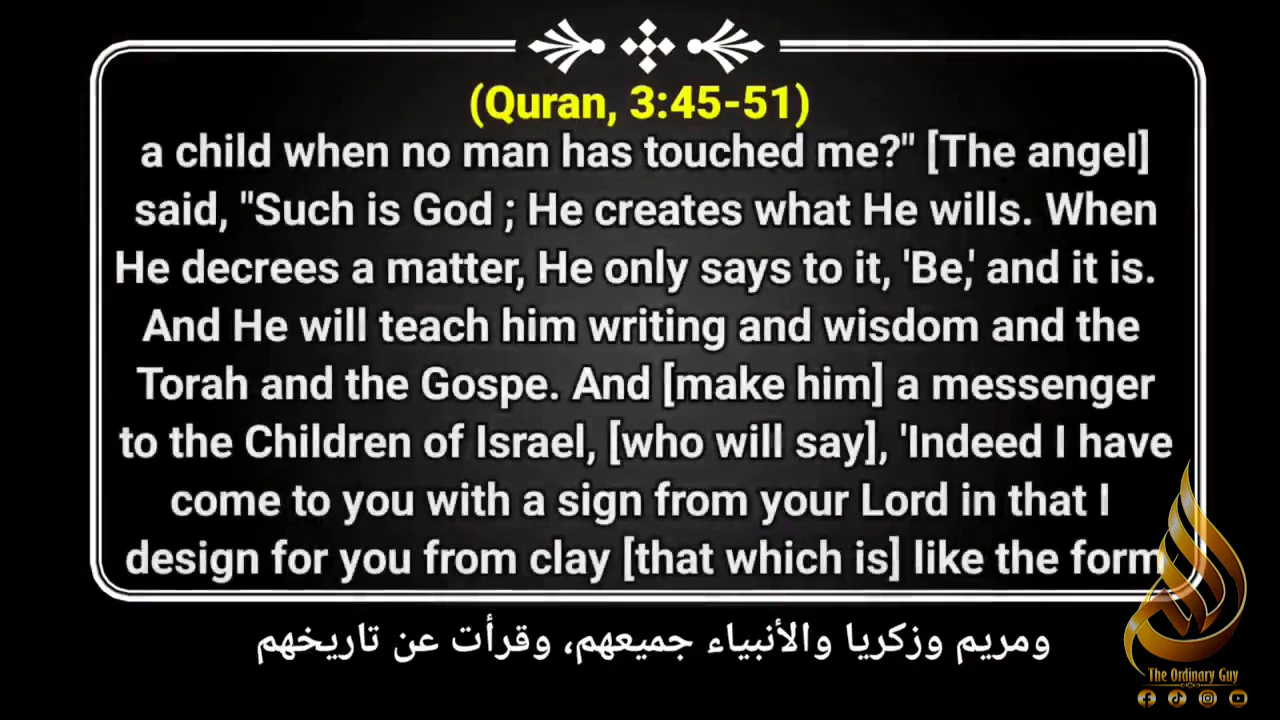 (Quran, 3:45-51)
a child when no man has touched me?" [The angel]
said, "Such is God ; He creates what He wills. When
He decrees a matter, He only says to it, 'Be,' and it is.
And He will teach him writing and wisdom and the
Torah and the Gospe. And [make him] a messenger
to the Children of Israel, [who will say], 'Indeed I have
come to you with a sign from your Lord in that I
design for you from clay [that which is] like the form
ومريم وزكريا والأنبياء جميعهم، وقرأت عن تاريخهم
The Ordinary Guy